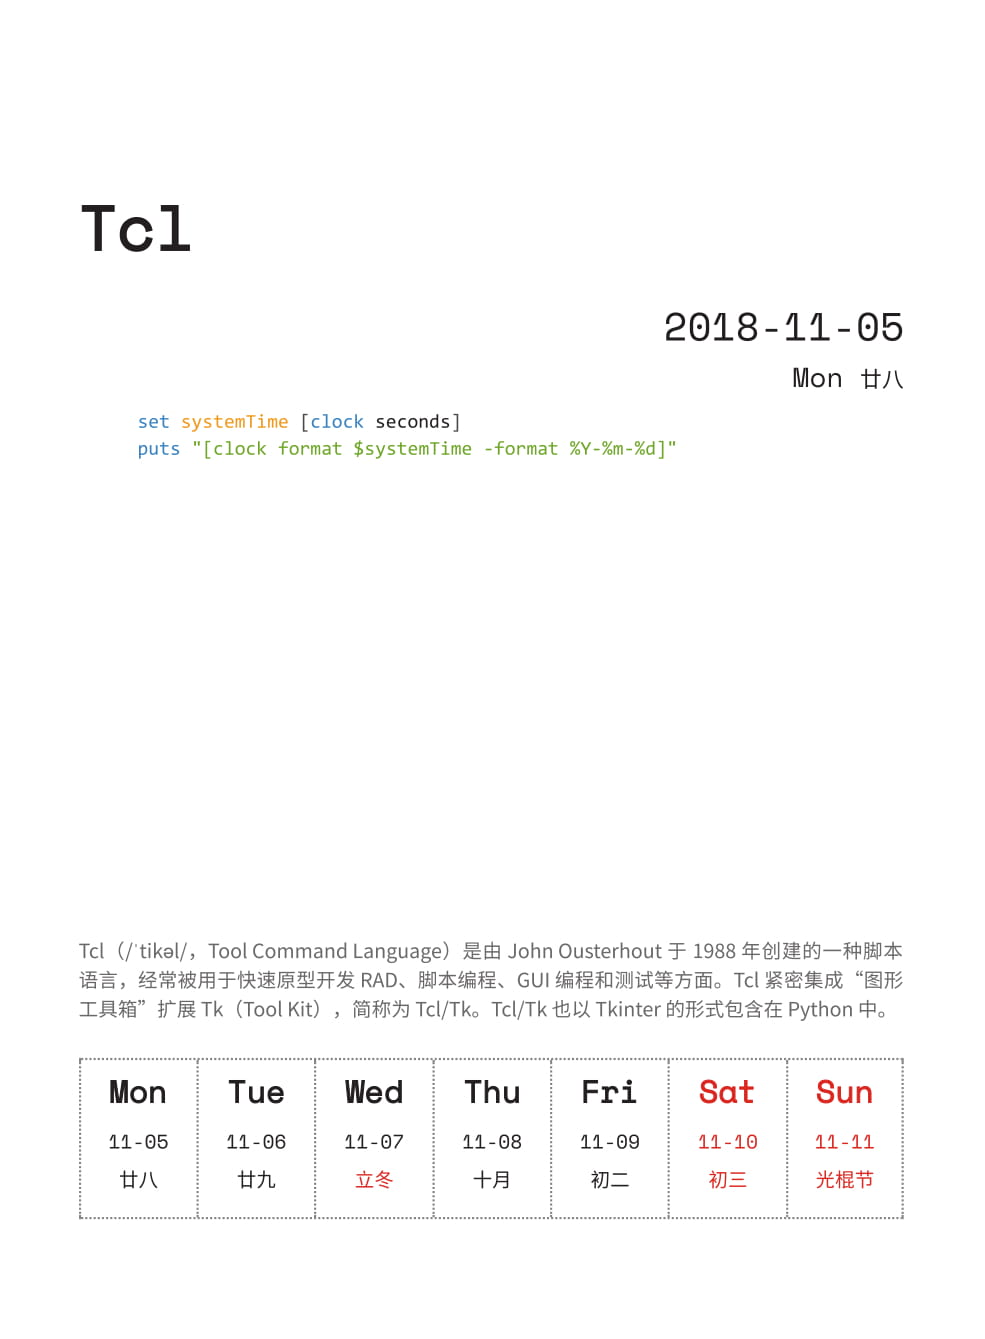 Tcl
2018-11-05
Mon 廿八
set systemTime [clock seconds]
puts "[clock format $systemTime -format %Y-%m-%d]"
Tcl（/ˈtikəl/，Tool Command Language）是由 John Ousterhout 于 1988 年创建的一种脚本
语言，经常被用于快速原型开发 RAD、脚本编程、GUI 编程和测试等方面。Tcl 紧密集成“图形
工具箱”扩展 Tk（Tool Kit），简称为 Tcl/Tk。Tcl/Tk 也以 Tkinter 的形式包含在 Python 中。
Mon Tue Wed Thu Fri Sat Sun
11-05 11-06 11-07 11-08 11-09 11-10 11-11
廿八 廿九 立冬 十月 初二 初三 光棍节